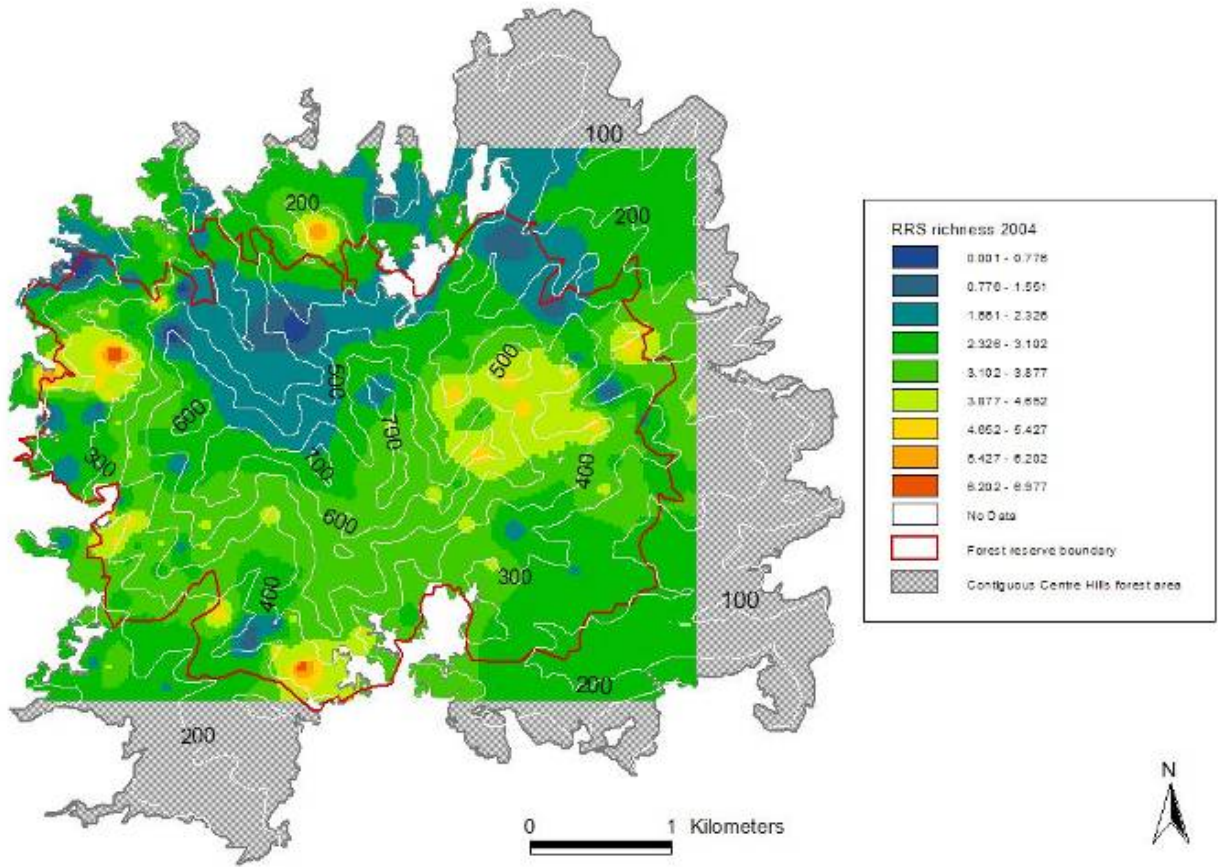 100
200
200
500
500
600
700
700
300
400
600
300
400
100
200
200
RRS richness 2004
0.001 - 0.776
0.776 - 1.551
1.551 - 2.326
2.326 - 3.102
3.102 - 3.877
3.877 - 4.652
4.652 - 5.427
5.427 - 6.202
6.202 - 6.977
No Data
Forest reserve boundary
Contiguous Centre Hills forest area
0 1 Kilometers
N